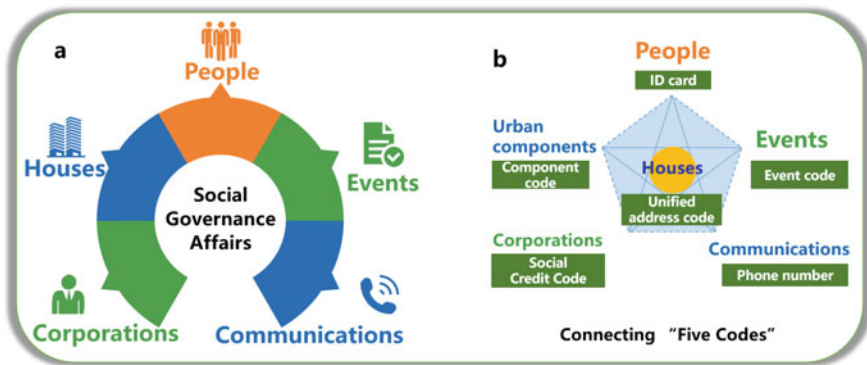 a
People
Houses
Events
Social
Governance
Affairs
Corporations
Communications
b
People
ID card
Urban
components
Component
code
Events
Event code
Houses
Unified
address code
Corporations
Social
Credit Code
Communications
Phone number
Connecting “Five Codes”